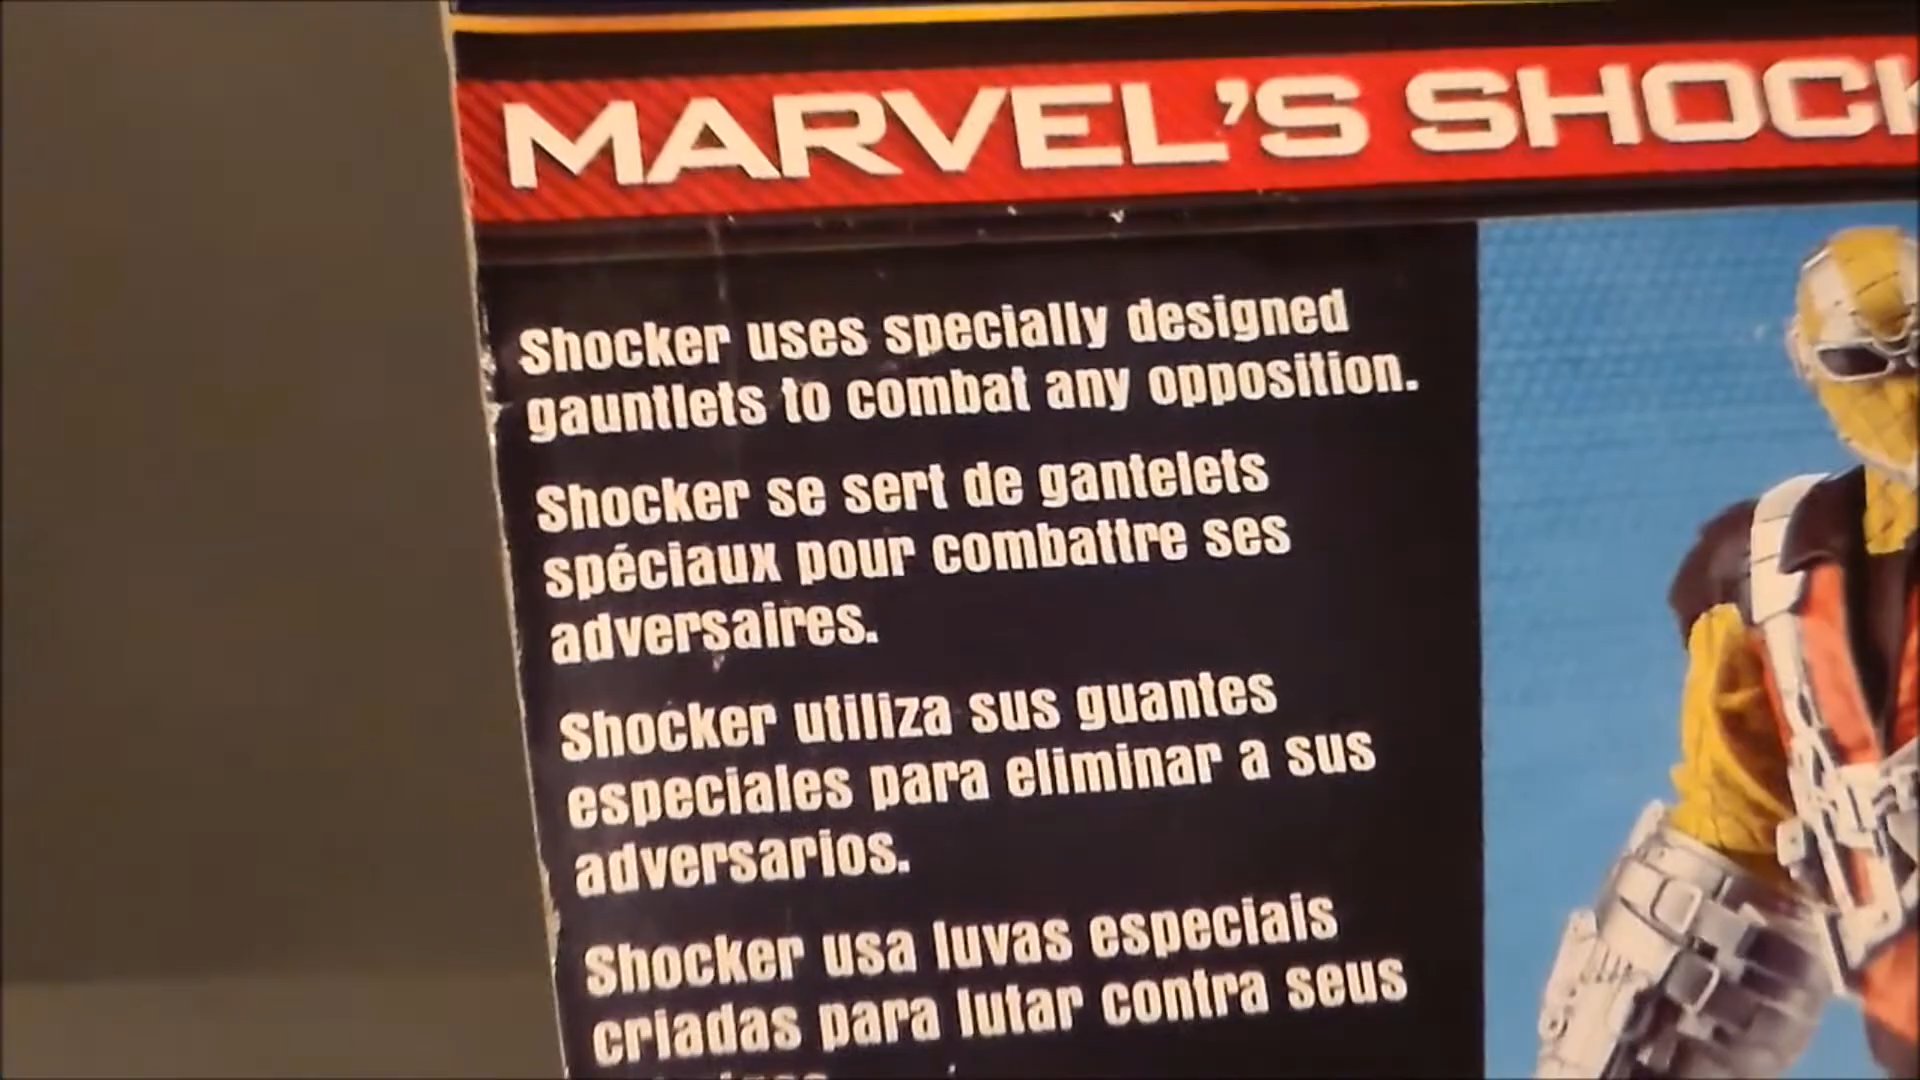 MARVEL'S SHOCK
Shocker uses specially designed
gauntlets to combat any opposition.
Shocker se sert de gantelets
spéciaux pour combattre ses
adversaires.
Shocker utiliza sus guantes
especiales para eliminar a sus
adversarios.
Shocker usa luvas especiais
criadas para lutar contra seus